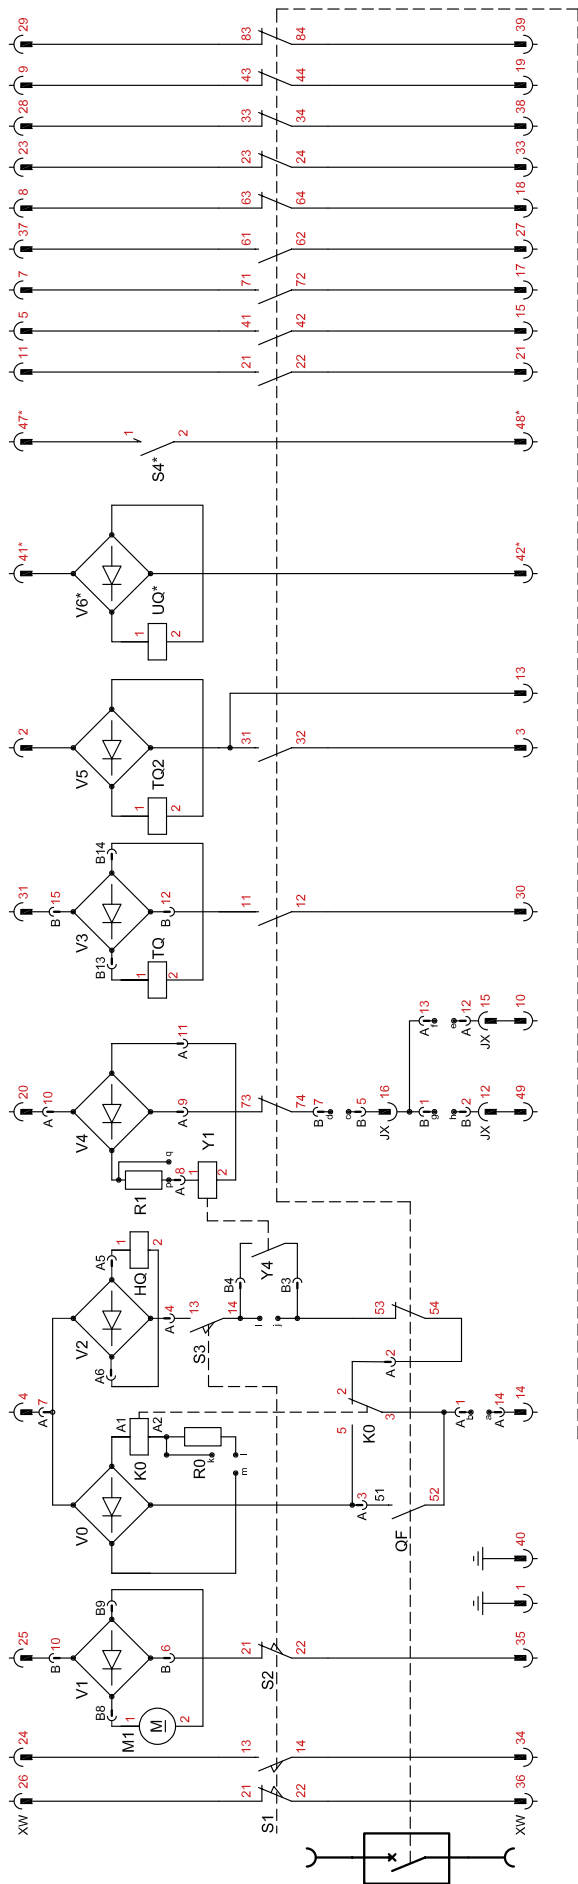 XW 26 24 25 4 20 31 2 41* 47* 11 5 7 37 8 23 28 9 29
B 10 A 7 A 10 B 15
V1 V0 V2 V4 V3 V5 V6*
B8 B9 A6 A5 B13 B14
M1 1 M 2
K0 A1 A2
HQ 1 2
R1 p q
TQ 1 2
TQ2 1 2
UQ* 1 2
S4* 1 2
B 6 A 4 A 9 A 11 B 12
A 8
R0 k l m
Y1 1 2
S1 21 22
13 14
S2 21 22
S3 13 14
73 74
11 12
31 32
21 22
41 42
71 72
61 62
63 64
23 24
33 34
43 44
83 84
B4 B3
Y4
i j
B 7 d
c B 5
JX 16
K0 5 2 3
A 2
53 54
A 3
QF 51 52
A 1 b
a A 14
B 1 g
h B 2
JX 12
A 13 f
e A 12
JX 15
XW 36 34 35 1 40 14 49 10 30 3 13 42* 48* 21 15 17 27 18 33 38 19 39